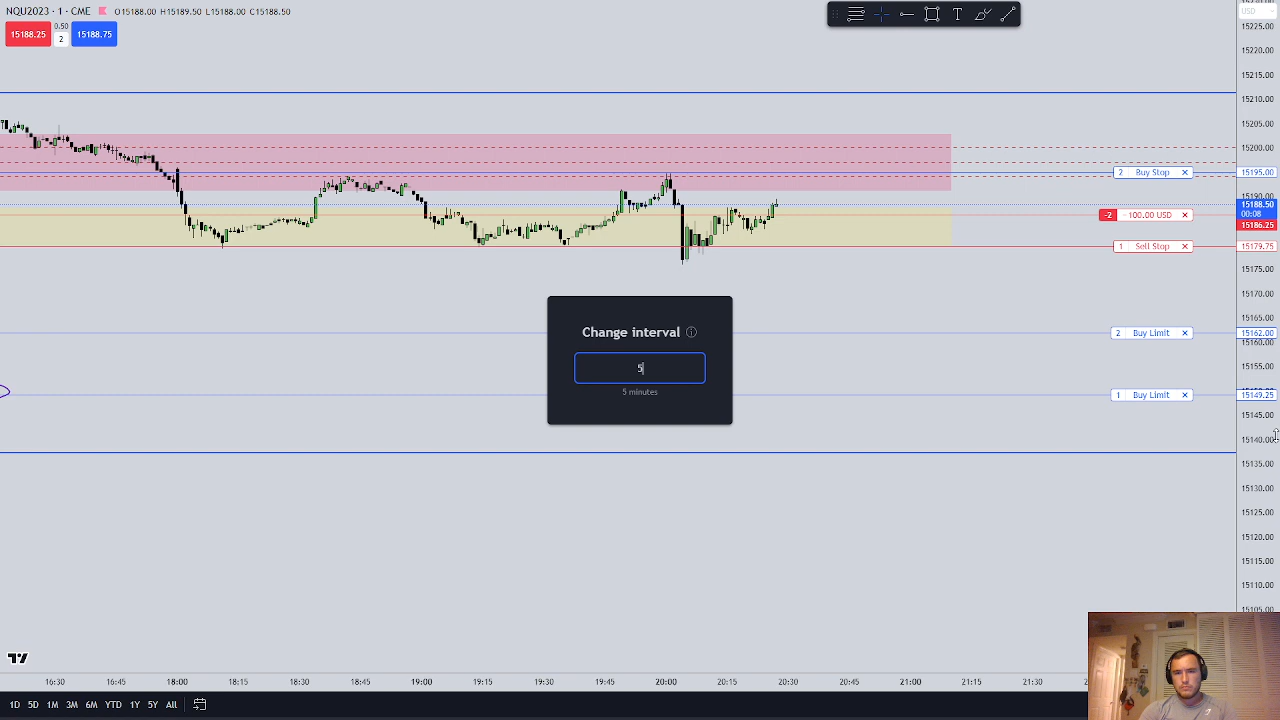 NQU2023 · 1 · CME O15188.00 H15189.50 L15188.00 C15188.50
15188.25 0.50 2 15188.75
USD
15225.00
15220.00
15215.00
15210.00
15205.00
15200.00
2 Buy Stop × 15195.00
15190.00
15188.50
00:08
-2 -100.00 USD ×
15186.25
1 Sell Stop × 15179.75
15175.00
15170.00
15165.00
2 Buy Limit × 15162.00
15160.00
15155.00
1 Buy Limit × 15149.25
15145.00
15140.00
15135.00
15130.00
15125.00
15120.00
15115.00
15110.00
15105.00
Change interval
5
5 minutes
16:30 16:45 18:00 18:15 18:30 18:45 19:00 19:15 19:30 19:45 20:00 20:15 20:30 20:45 21:00 21:15 21:30
1D 5D 1M 3M 6M YTD 1Y 5Y All